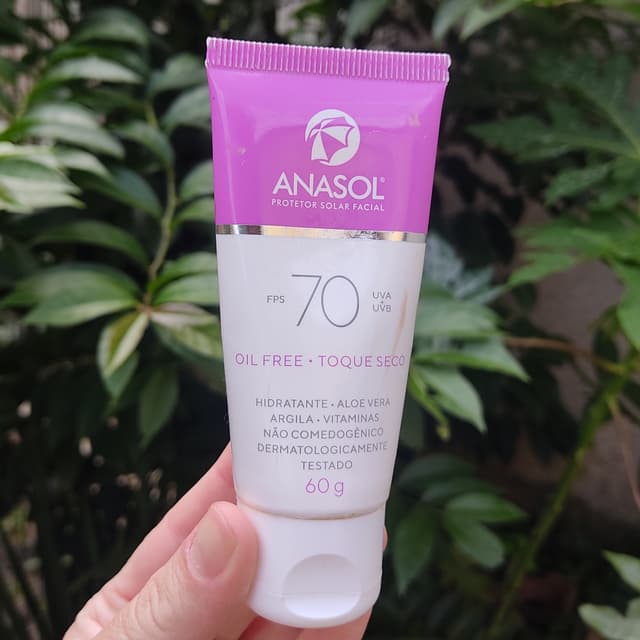 ANASOL®
PROTETOR SOLAR FACIAL
FPS 70 UVA
UVB
OIL FREE • TOQUE SECO
HIDRATANTE • ALOE VERA
ARGILA • VITAMINAS
NÃO COMEDOGÊNICO
DERMATOLOGICAMENTE
TESTADO
60 g